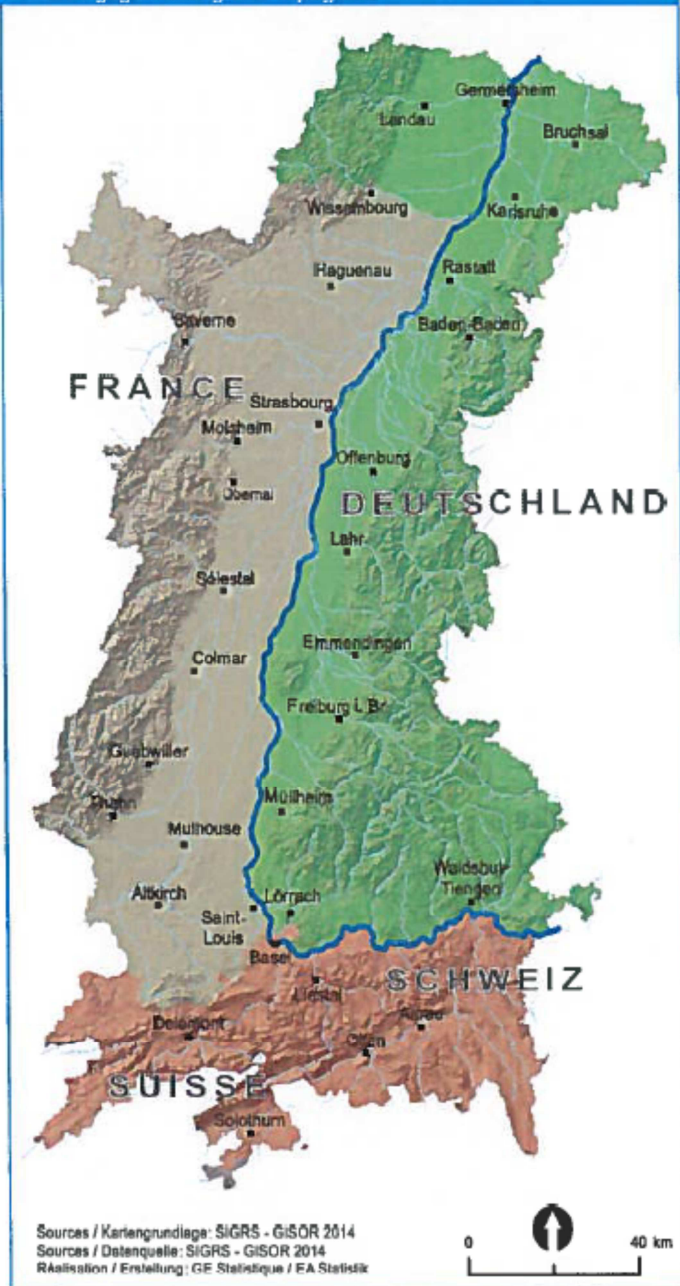 Germersheim
Landau
Bruchsal
Wissembourg
Karlsruhe
Haguenau
Rastatt
Saverne
Baden-Baden
FRANCE
Strasbourg
Molsheim
Offenburg
Obernai
DEUTSCHLAND
Lahr
Sélestat
Emmendingen
Colmar
Freiburg i. Br.
Guebwiller
Müllheim
Thann
Mulhouse
Waldshut-
Tiengen
Altkirch
Lörrach
Saint-
Louis
Basel
SCHWEIZ
Liestal
Delémont
Aarau
Olten
SUISSE
Solothurn
Sources / Kartengrundlage: SIGRS - GISOR 2014
Sources / Datenquelle: SIGRS - GISOR 2014
Réalisation / Erstellung: GE Statistique / EA Statistik
0 40 km